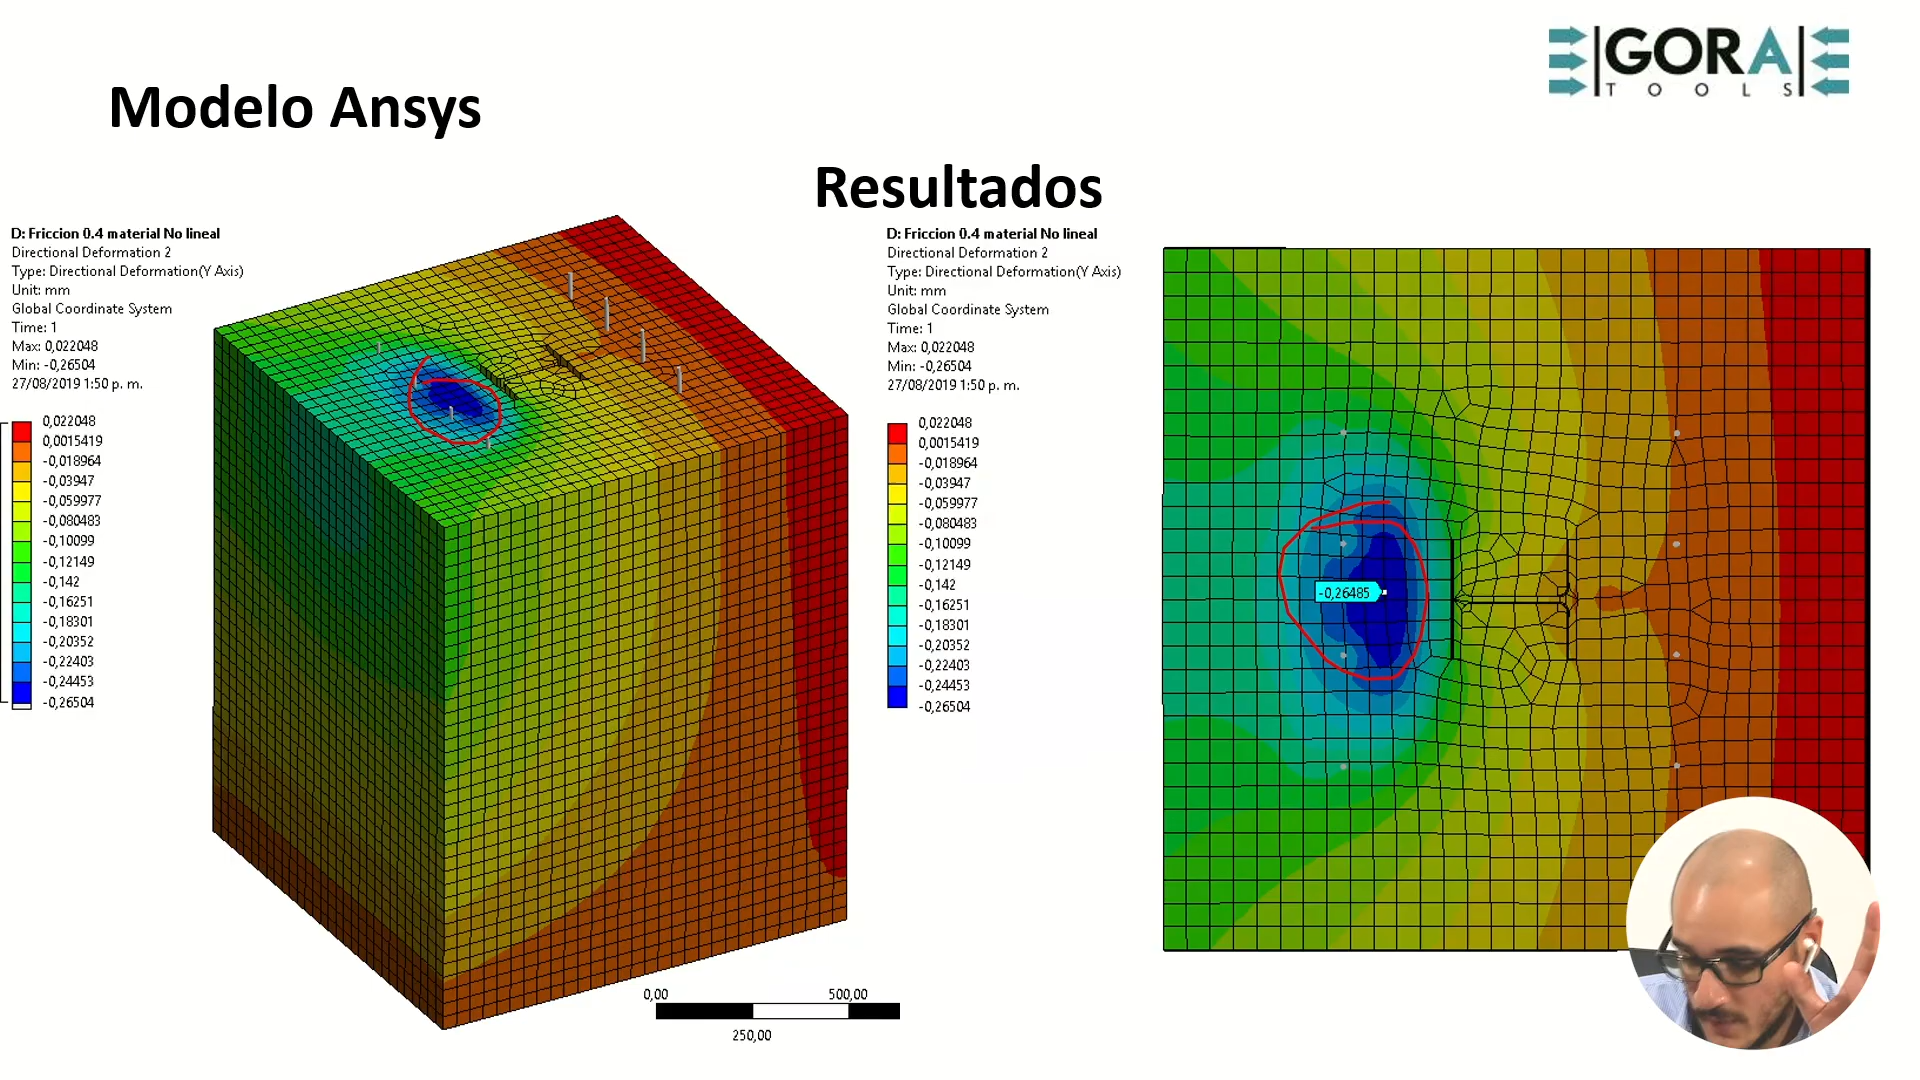 GORA
TOOLS
Modelo Ansys
Resultados
D: Friccion 0.4 material No lineal
Directional Deformation 2
Type: Directional Deformation(Y Axis)
Unit: mm
Global Coordinate System
Time: 1
Max: 0,022048
Min: -0,26504
27/08/2019 1:50 p. m.
0,022048
0,0015419
-0,018964
-0,03947
-0,059977
-0,080483
-0,10099
-0,12149
-0,142
-0,16251
-0,18301
-0,20352
-0,22403
-0,24453
-0,26504
0,00
500,00
250,00
D: Friccion 0.4 material No lineal
Directional Deformation 2
Type: Directional Deformation(Y Axis)
Unit: mm
Global Coordinate System
Time: 1
Max: 0,022048
Min: -0,26504
27/08/2019 1:50 p. m.
0,022048
0,0015419
-0,018964
-0,03947
-0,059977
-0,080483
-0,10099
-0,12149
-0,142
-0,16251
-0,18301
-0,20352
-0,22403
-0,24453
-0,26504
-0,26485